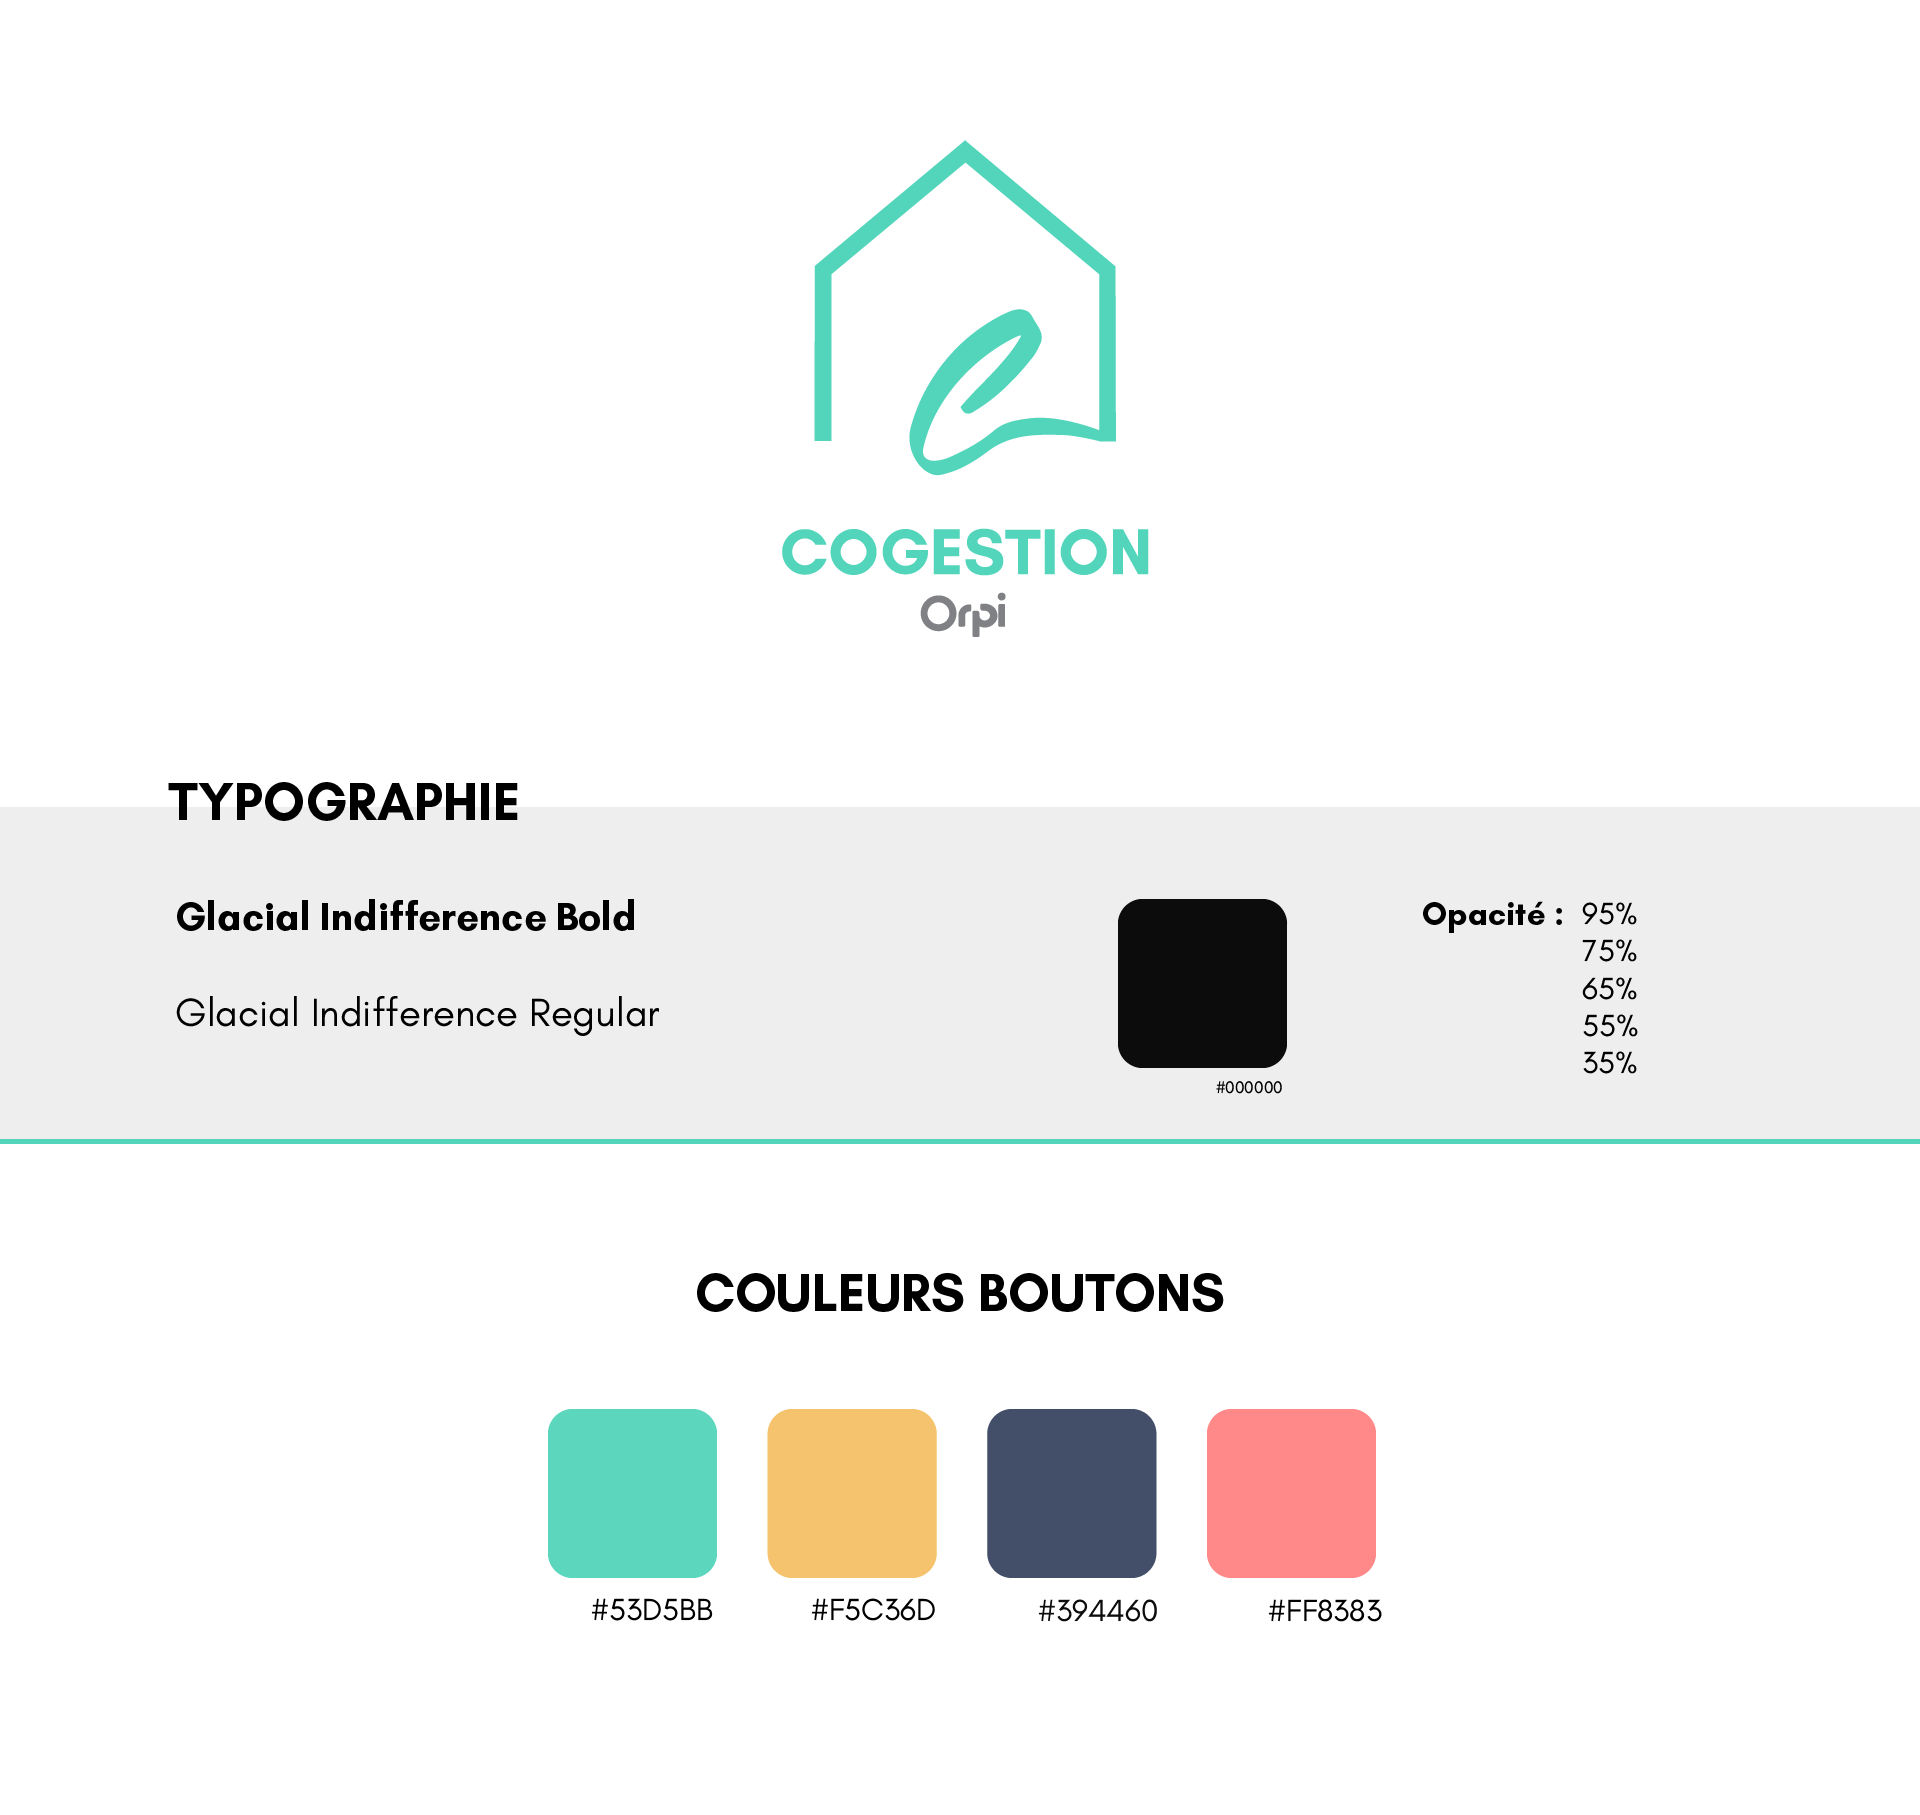 COGESTION
Orpi
TYPOGRAPHIE
Glacial Indifference Bold
Glacial Indifference Regular
#000000
Opacité : 95%
75%
65%
55%
35%
COULEURS BOUTONS
#53D5BB
#F5C36D
#394460
#FF8383